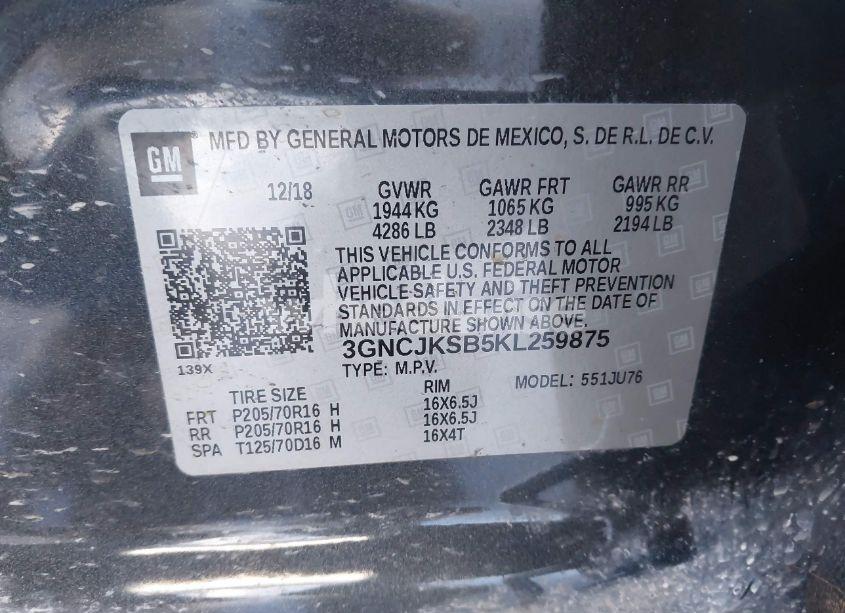 GM ® MFD BY GENERAL MOTORS DE MEXICO, S. DE R.L. DE C.V.
12/18 GVWR GAWR FRT GAWR RR
1944 KG 1065 KG 995 KG
4286 LB 2348 LB 2194 LB
THIS VEHICLE CONFORMS TO ALL
APPLICABLE U.S. FEDERAL MOTOR
VEHICLE SAFETY AND THEFT PREVENTION
STANDARDS IN EFFECT ON THE DATE OF
MANUFACTURE SHOWN ABOVE.
3GNCJKSB5KL259875
139X
TYPE: M.P.V. MODEL: 551JU76
TIRE SIZE RIM
FRT P205/70R16 H 16X6.5J
RR P205/70R16 H 16X6.5J
SPA T125/70D16 M 16X4T